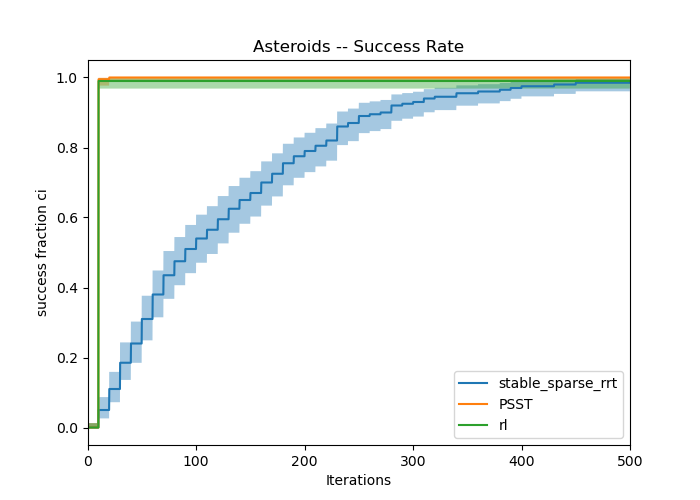 Asteroids -- Success Rate
success fraction ci
1.0
0.8
0.6
0.4
0.2
0.0
0 100 200 300 400 500
Iterations
stable_sparse_rrt
PSST
rl